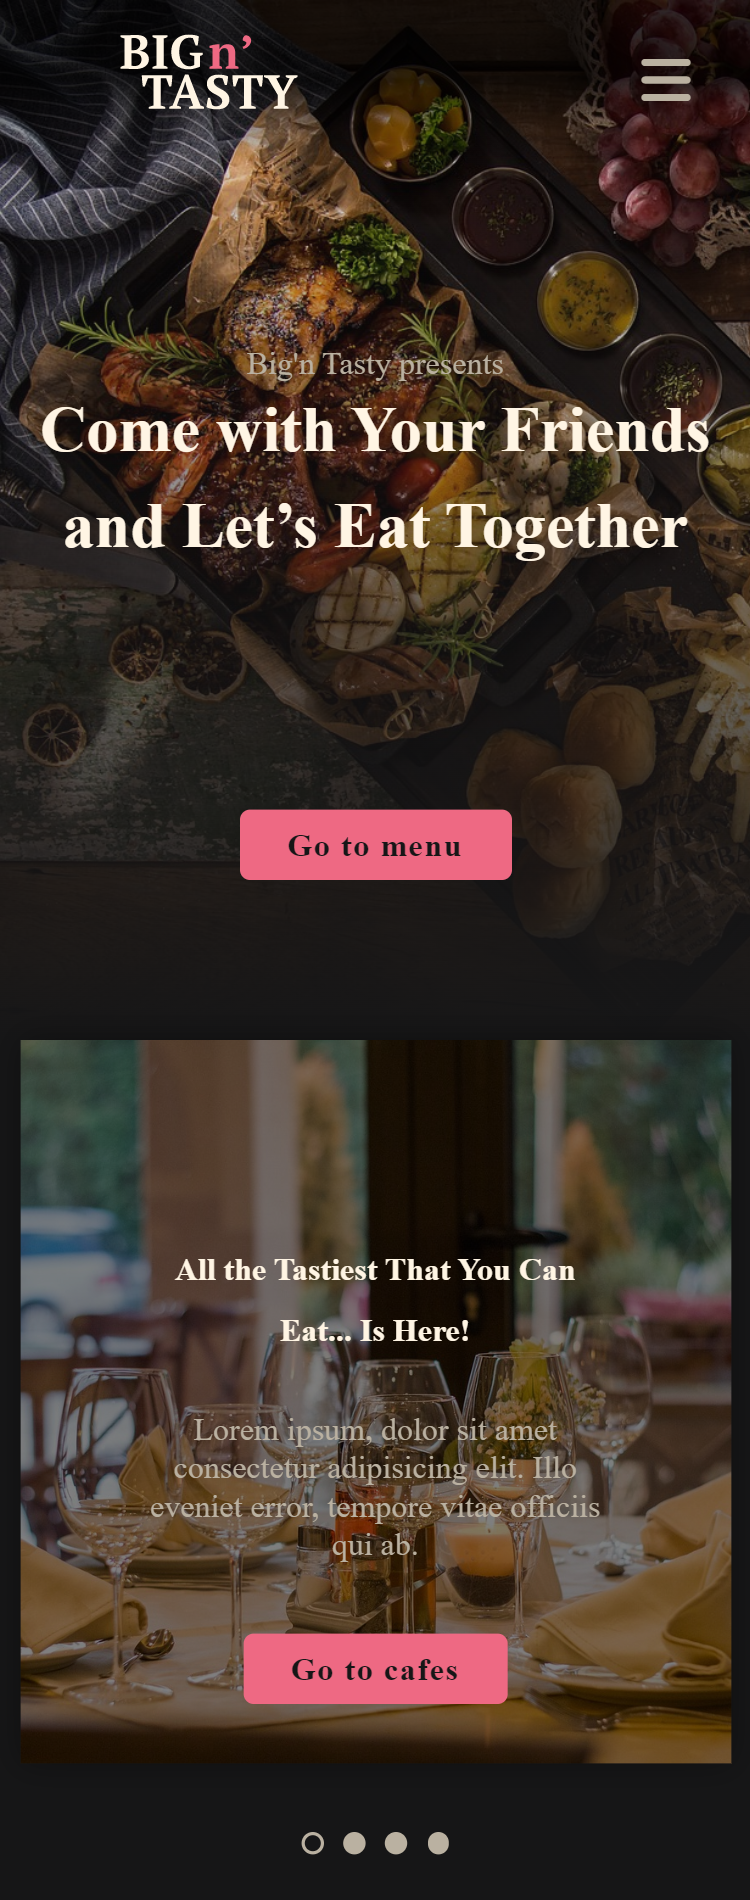 BIG n’
TASTY
Big'n Tasty presents
Come with Your Friends
and Let’s Eat Together
Go to menu
All the Tastiest That You Can
Eat... Is Here!
Lorem ipsum, dolor sit amet
consectetur adipisicing elit. Illo
eveniet error, tempore vitae officiis
qui ab.
Go to cafes